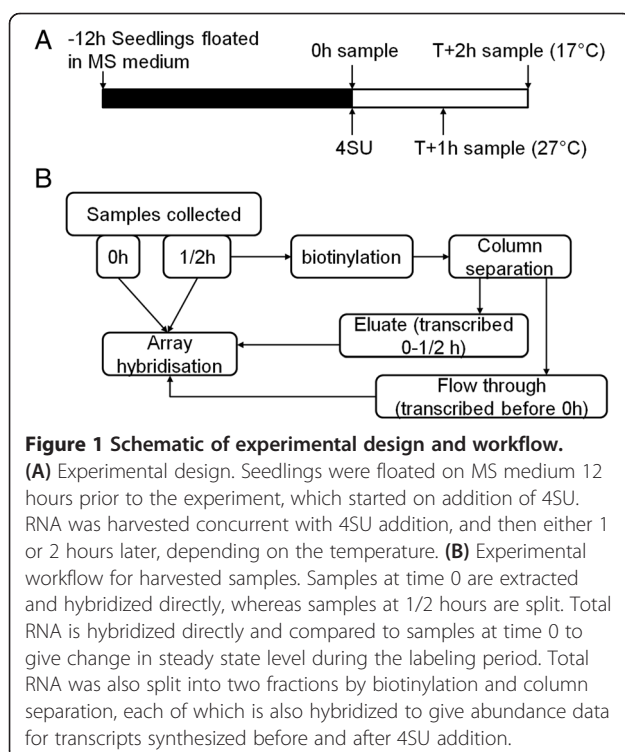 A
-12h Seedlings floated
in MS medium
0h sample
T+2h sample (17°C)
4SU
T+1h sample (27°C)
B
Samples collected
0h
1/2h
biotinylation
Column
separation
Eluate (transcribed
0-1/2 h)
Array
hybridisation
Flow through
(transcribed before 0h)
Figure 1 Schematic of experimental design and workflow.
(A) Experimental design. Seedlings were floated on MS medium 12
hours prior to the experiment, which started on addition of 4SU.
RNA was harvested concurrent with 4SU addition, and then either 1
or 2 hours later, depending on the temperature. (B) Experimental
workflow for harvested samples. Samples at time 0 are extracted
and hybridized directly, whereas samples at 1/2 hours are split. Total
RNA is hybridized directly and compared to samples at time 0 to
give change in steady state level during the labeling period. Total
RNA was also split into two fractions by biotinylation and column
separation, each of which is also hybridized to give abundance data
for transcripts synthesized before and after 4SU addition.